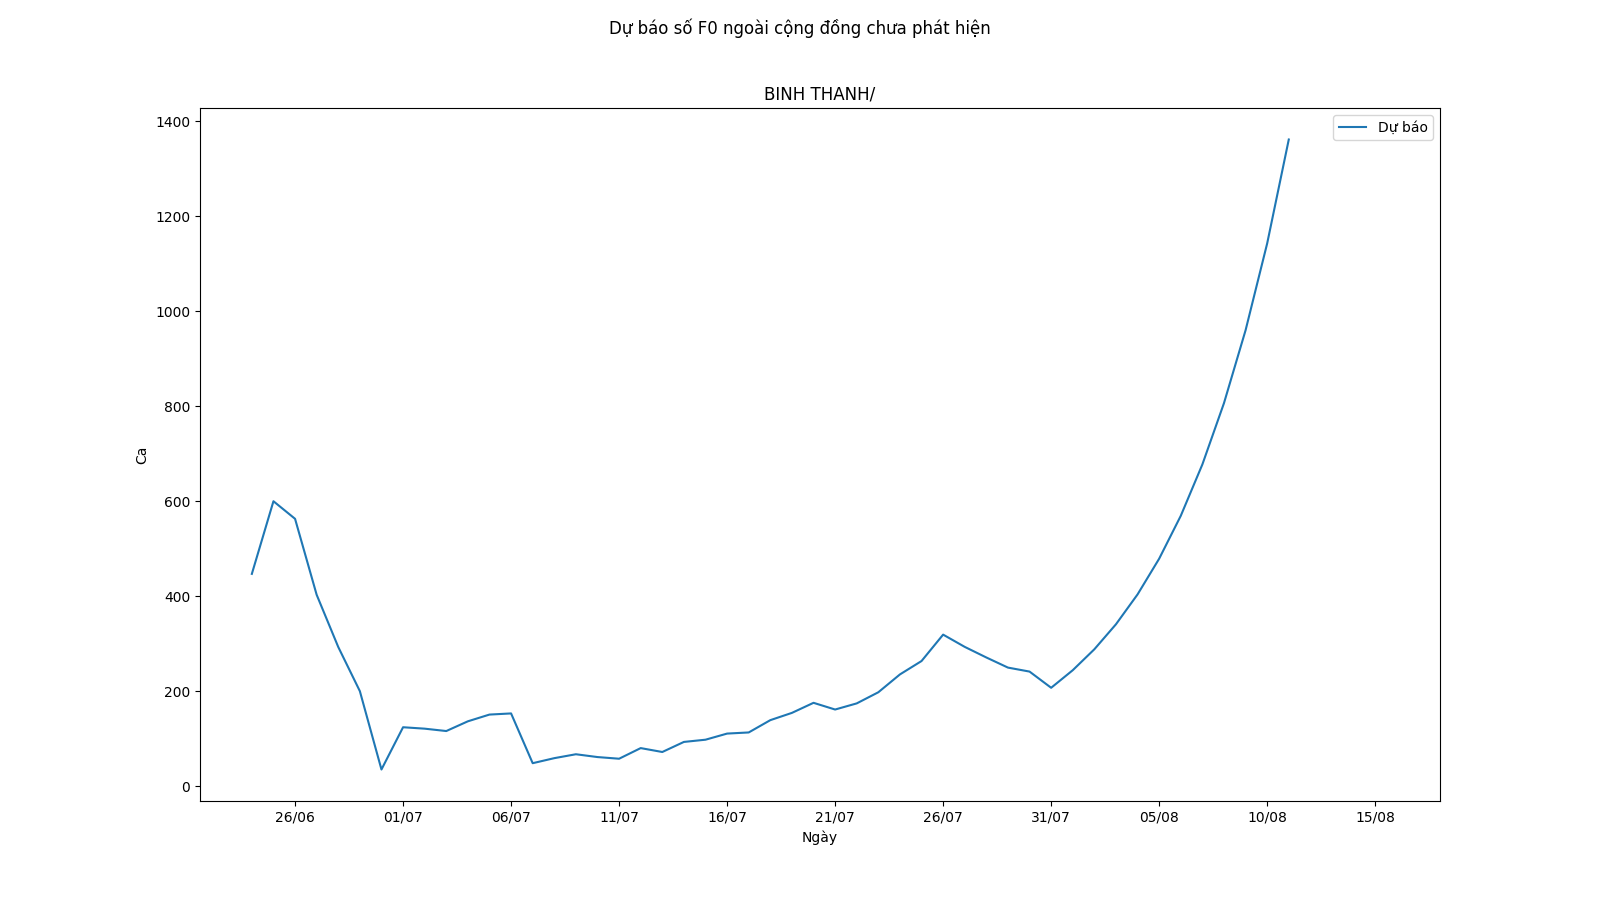 Dự báo số F0 ngoài cộng đồng chưa phát hiện
BINH THANH/
Dự báo
1400
1200
1000
800
600
400
200
0
Ca
26/06 01/07 06/07 11/07 16/07 21/07 26/07 31/07 05/08 10/08 15/08
Ngày